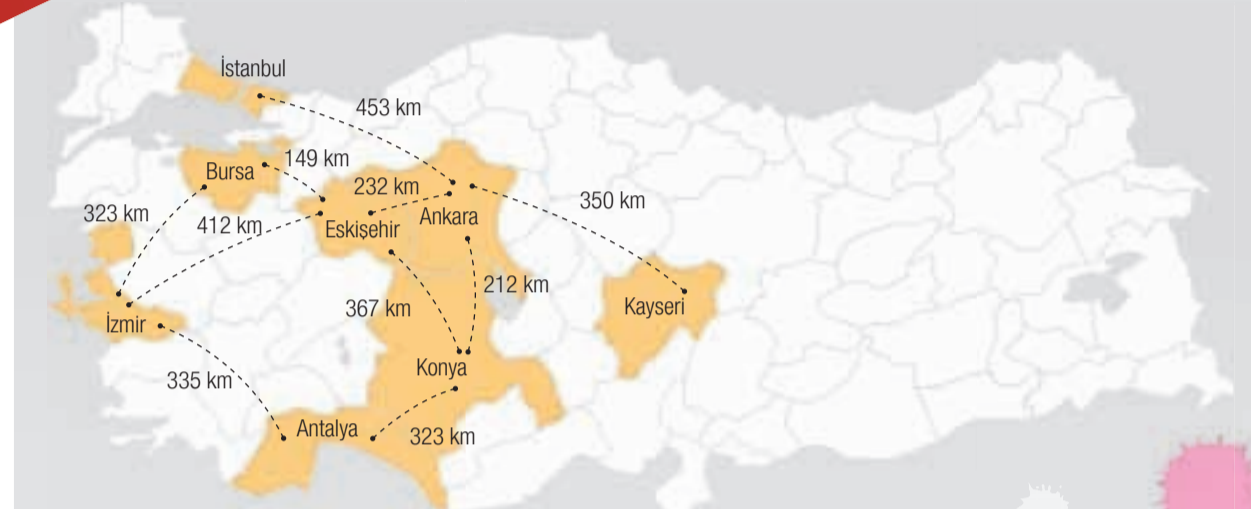 İstanbul
453 km
Bursa
149 km
232 km
350 km
323 km
412 km
Eskişehir
Ankara
367 km
212 km
Kayseri
İzmir
Konya
335 km
Antalya
323 km